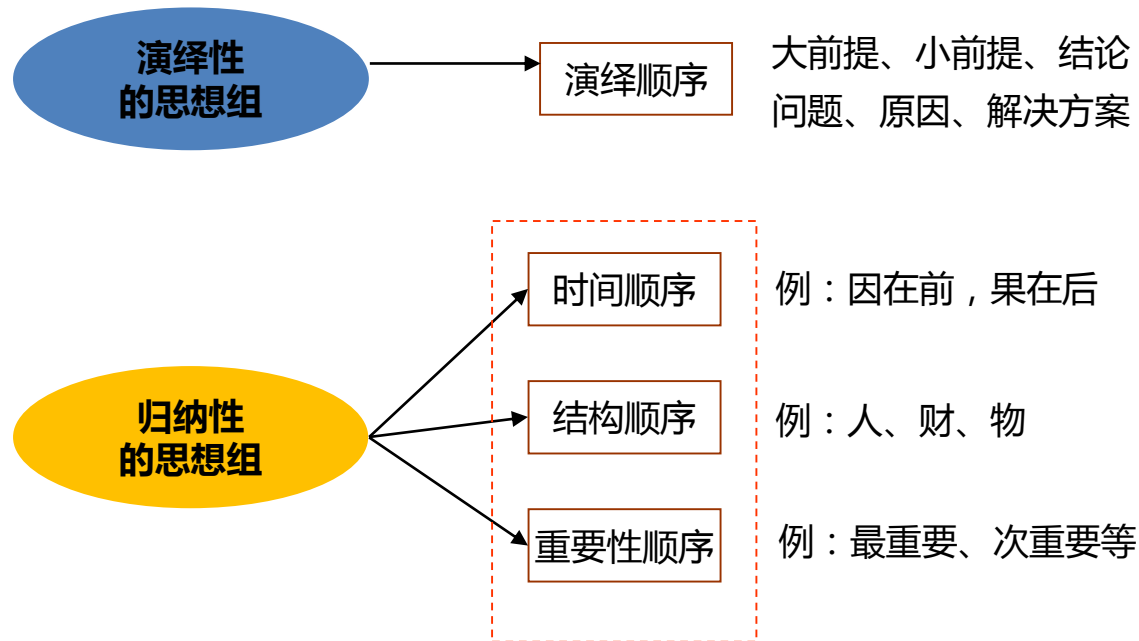 演绎性
的思想组
演绎顺序
大前提、小前提、结论
问题、原因、解决方案
归纳性
的思想组
时间顺序
例：因在前，果在后
结构顺序
例：人、财、物
重要性顺序
例：最重要、次重要等